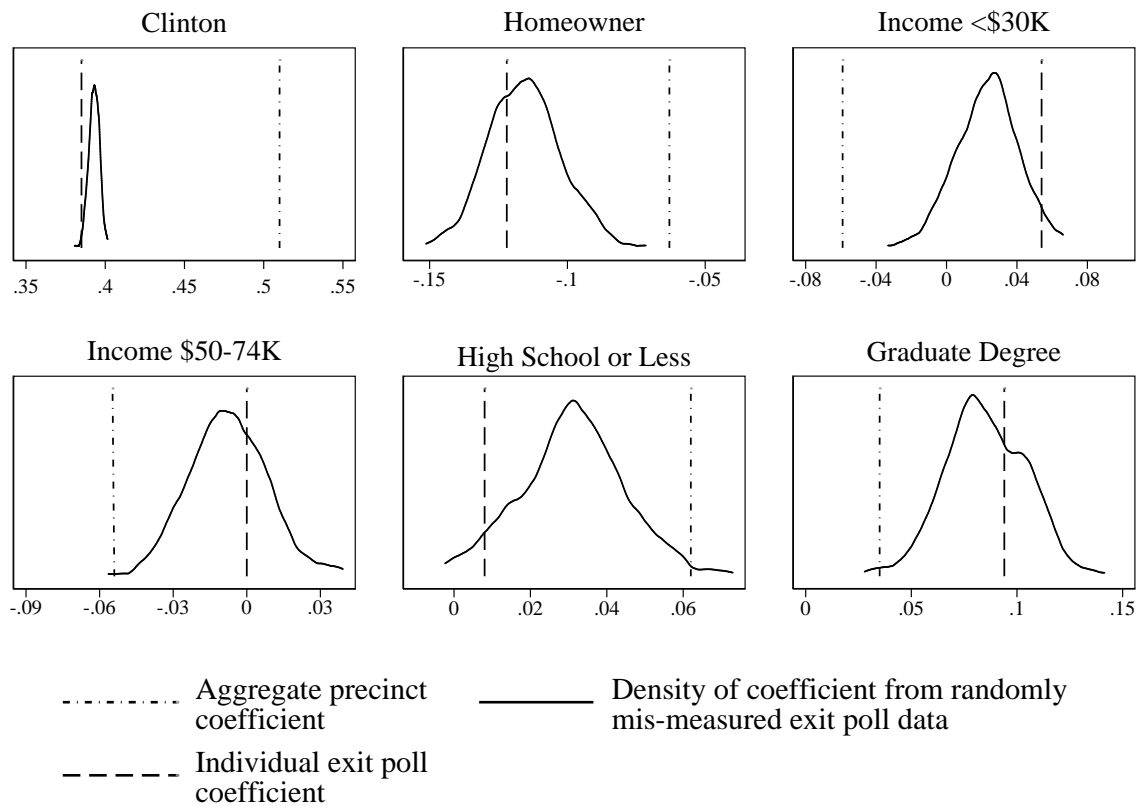 Clinton
Homeowner
Income <$30K
.35 .4 .45 .5 .55
-.15 -.1 -.05
-.08 -.04 0 .04 .08
Income $50-74K
High School or Less
Graduate Degree
-.09 -.06 -.03 0 .03
0 .02 .04 .06
0 .05 .1 .15
Aggregate precinct
coefficient
Density of coefficient from randomly
mis-measured exit poll data
Individual exit poll
coefficient